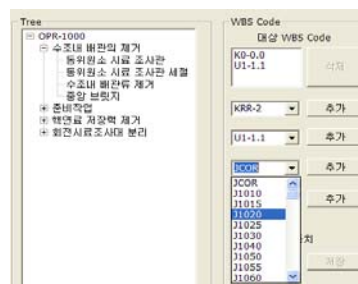 Tree
OPR-1000
수조내 배관의 제거
동위원소 시료 조사관
동위원소 시료 조사관 세절
수조내 배관류 제거
중앙 브릿지
준비작업
핵연료 저장랙 제거
회전시료조사대 분리
WBS Code
대상 WBS Code
K0-0.0
U1-1.1
삭제
KRR-2
추가
U1-1.1
추가
JCOR
추가
JCOR
J1010
J1015
J1020
J1025
J1030
J1040
J1050
J1055
J1060
추가
저장